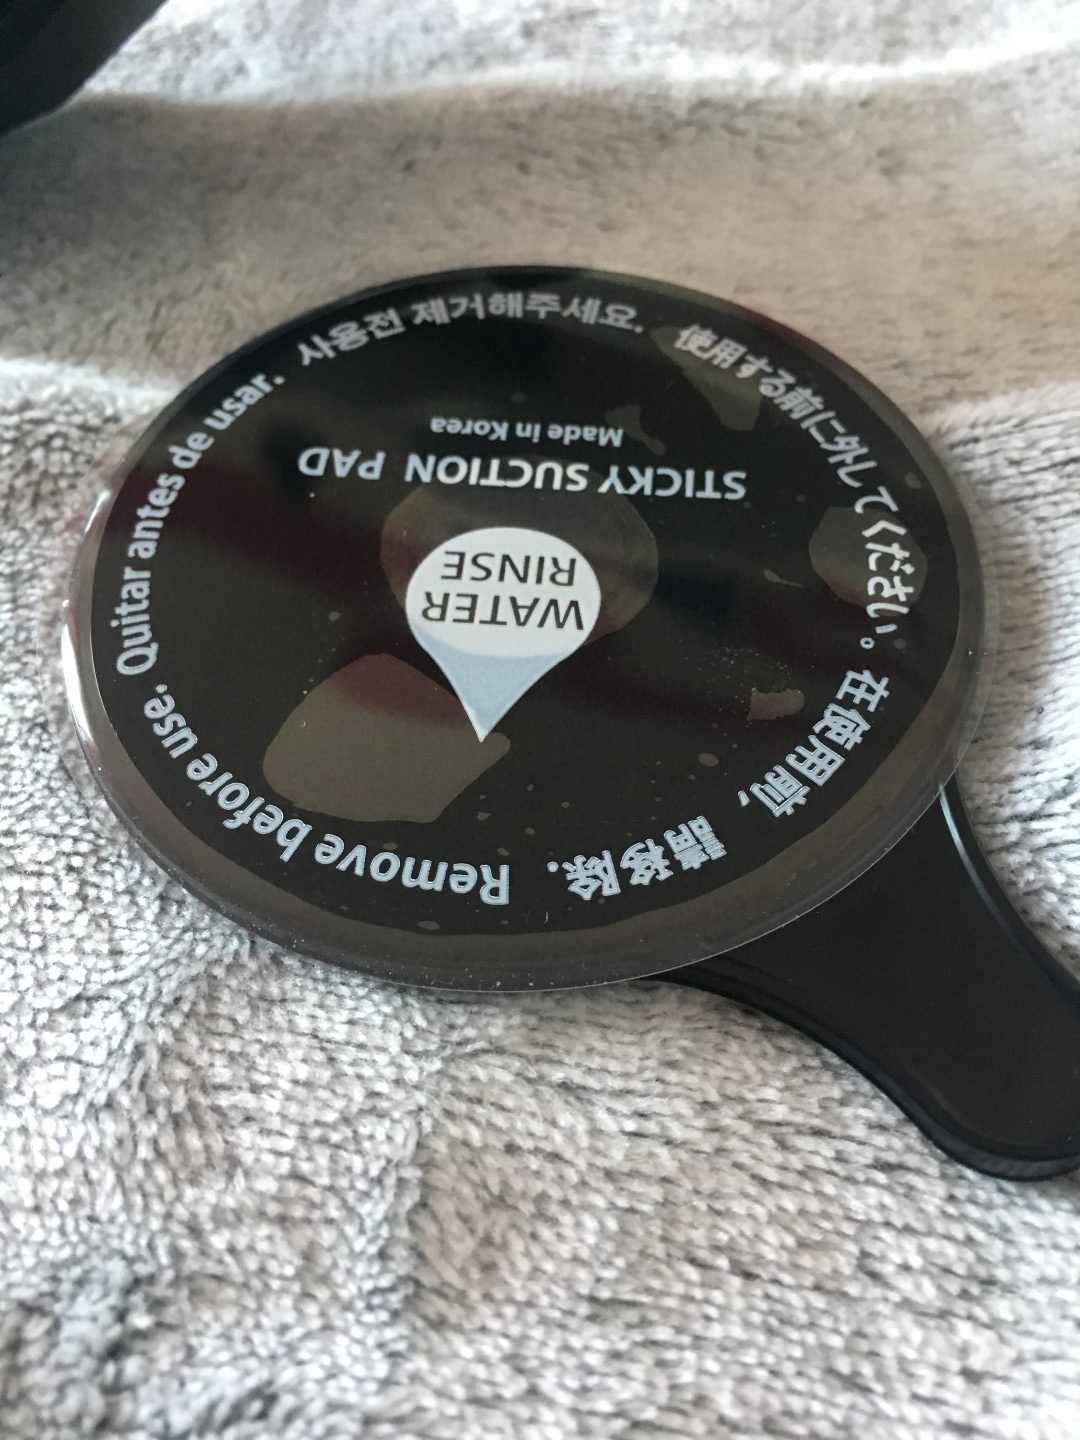 Remove before use. Quitar antes de usar. 사용전 제거해주세요. 使用する前に外してください。在使用前, 請移除.
WATER
RINSE
STICKY SUCTION PAD
Made in Korea